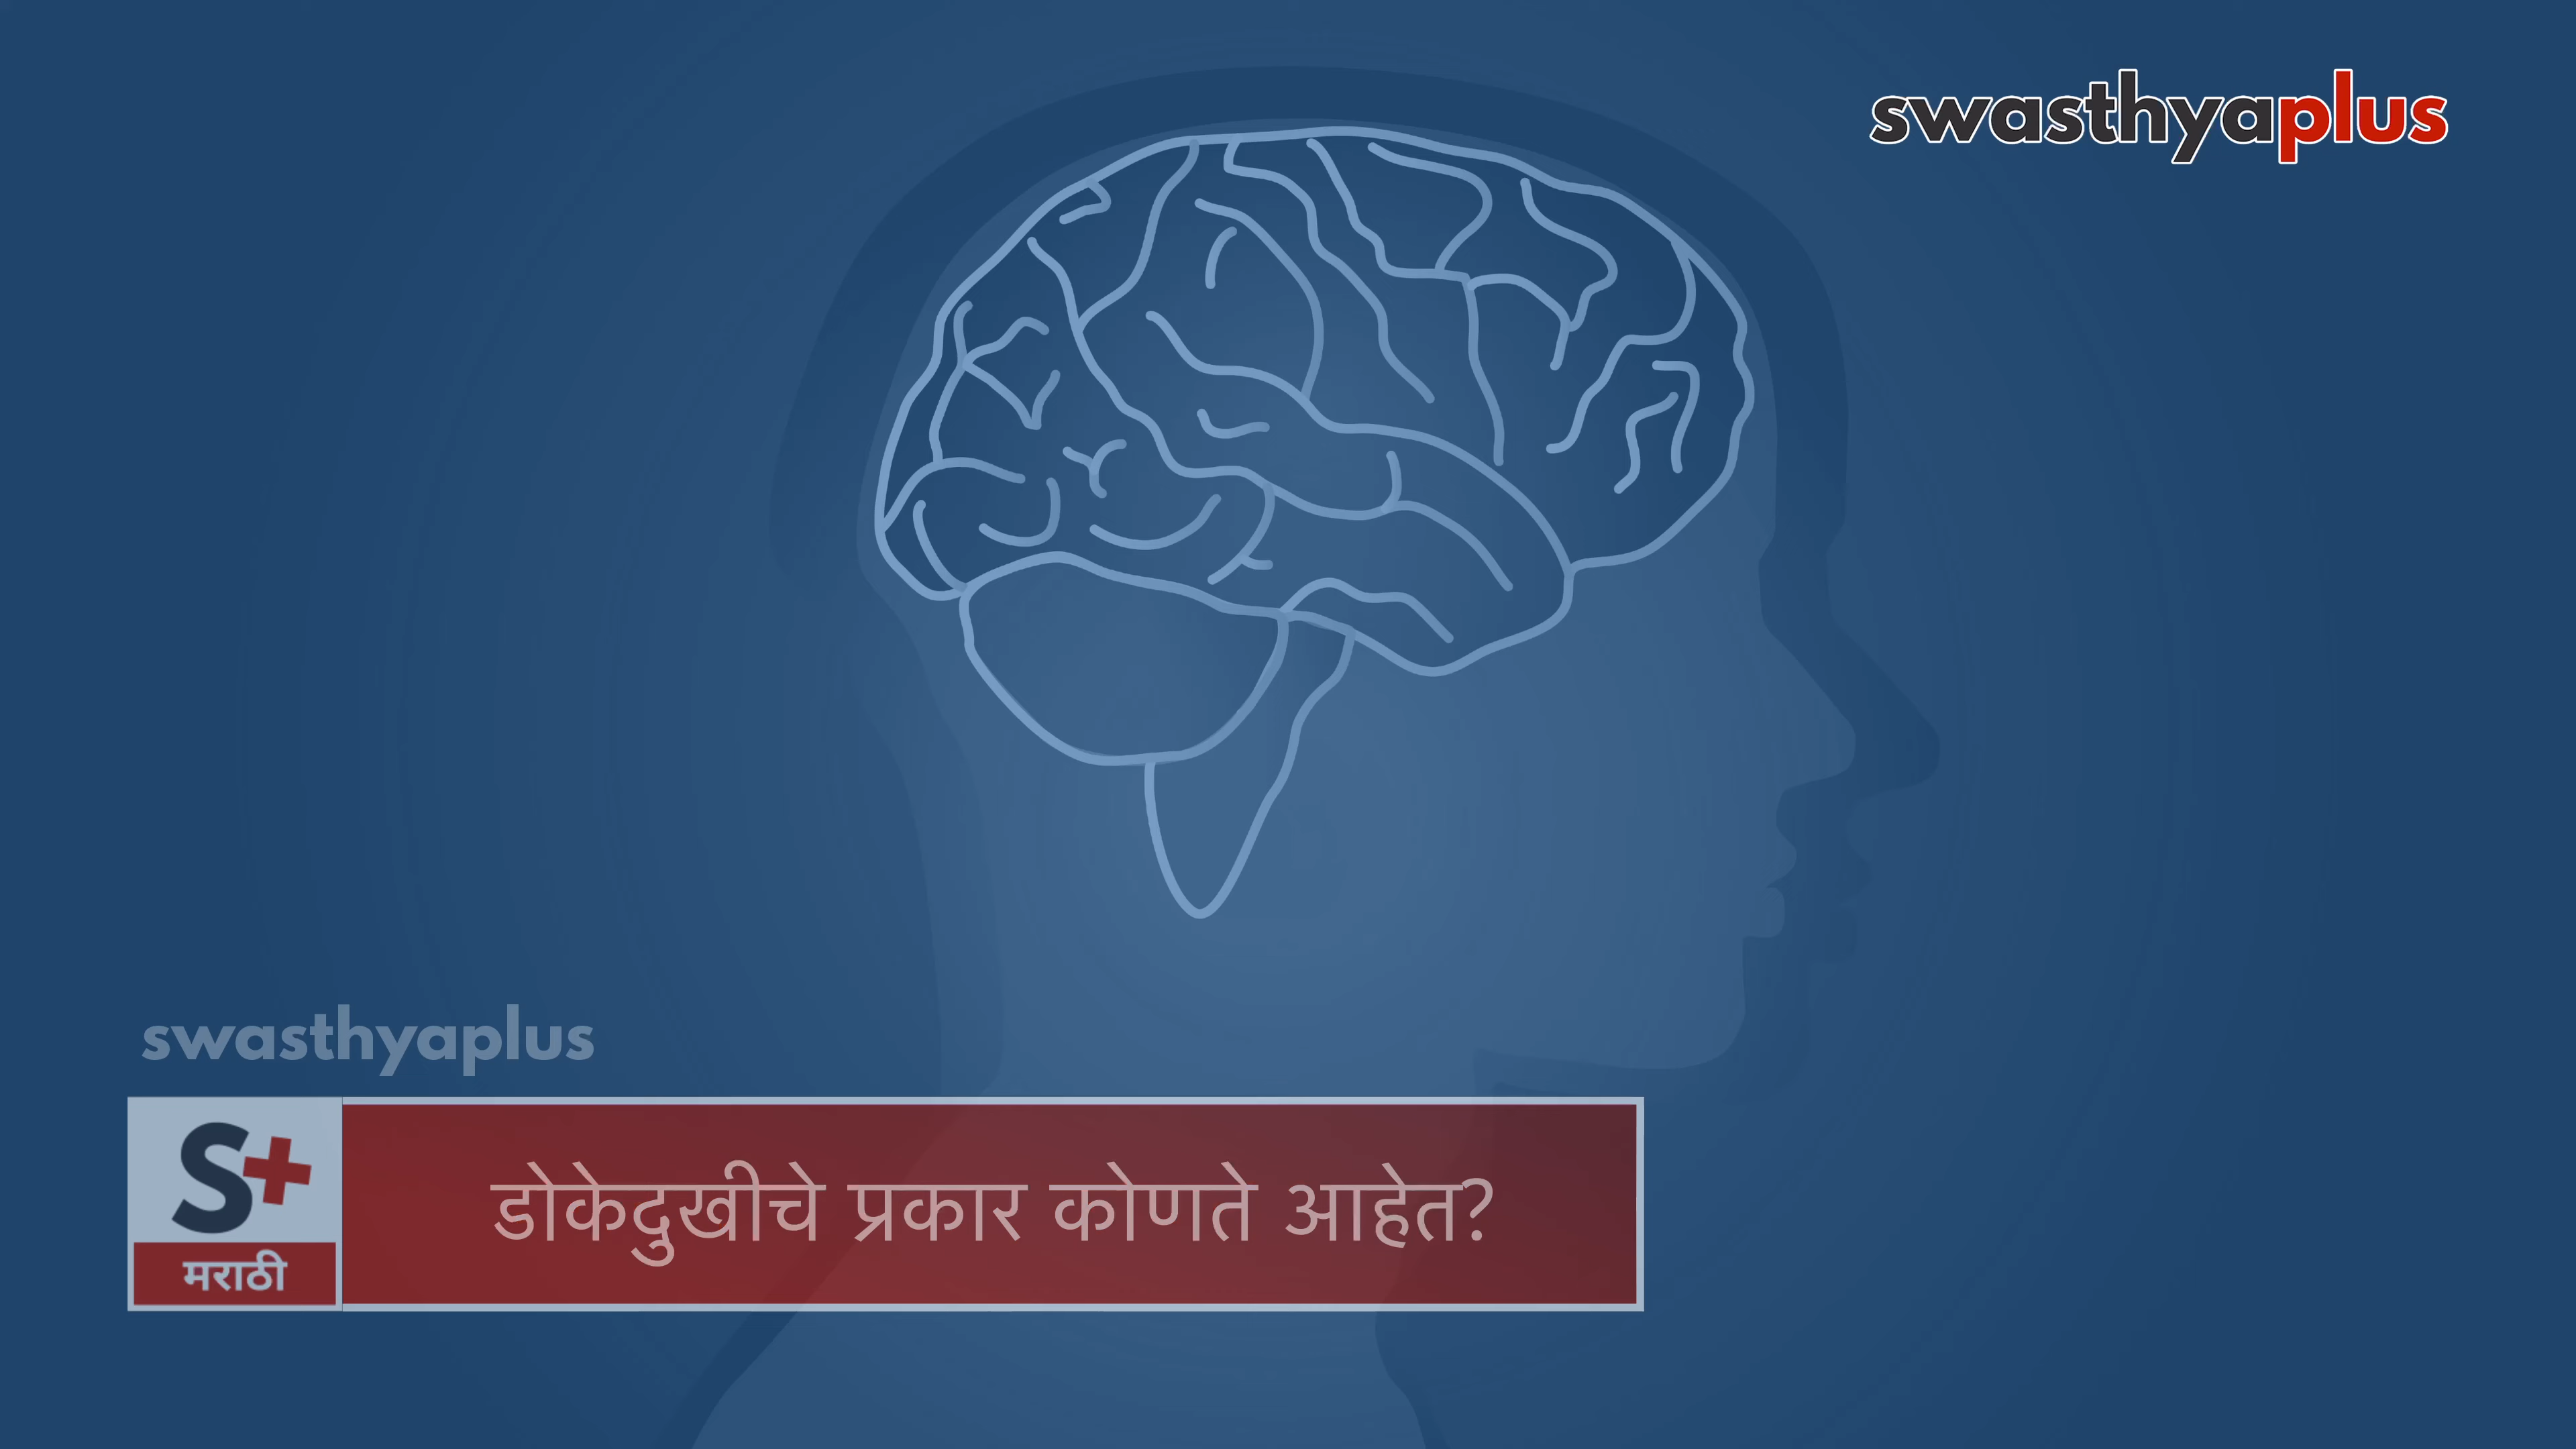 swasthyaplus
swasthyaplus
S+
मराठी
डोकेदुखीचे प्रकार कोणते आहेत?